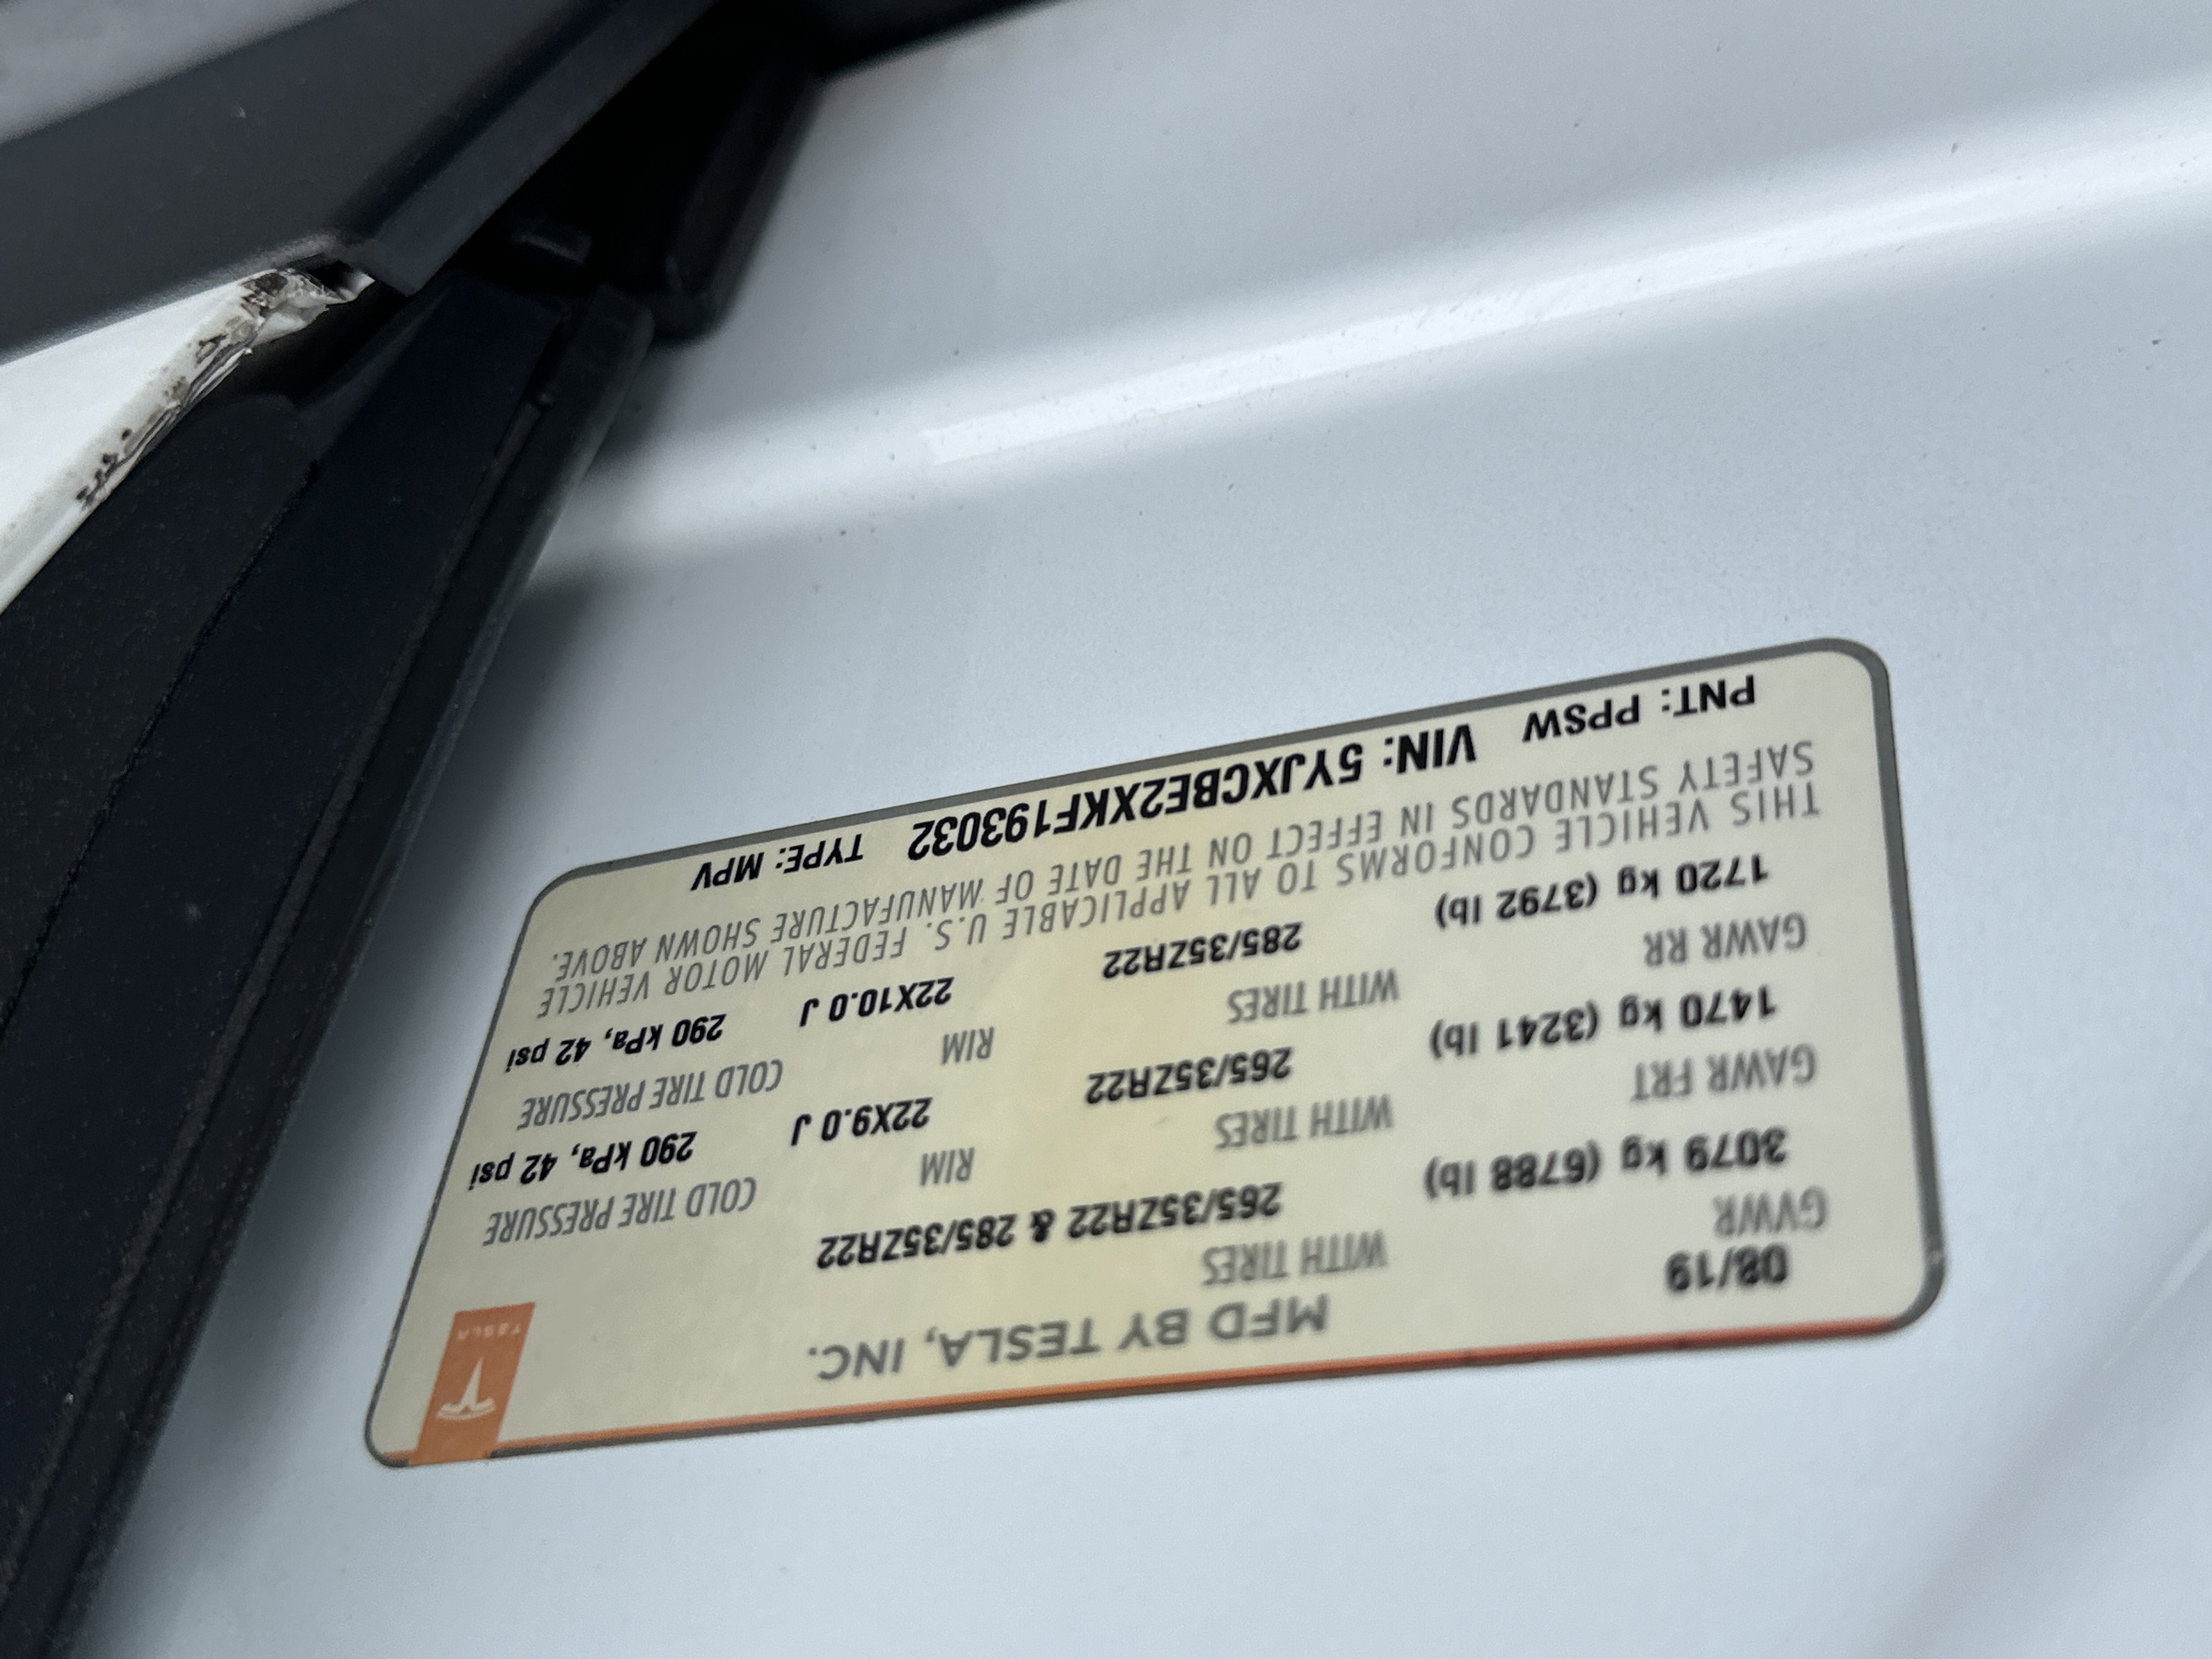 MFD BY TESLA, INC.
TESLA
08/19
GVWR WITH TIRES
3079 kg (6788 lb) 265/35ZR22 & 285/35ZR22
GAWR FRT WITH TIRES RIM COLD TIRE PRESSURE
1470 kg (3241 lb) 265/35ZR22 22X9.0 J 290 kPa, 42 psi
GAWR RR WITH TIRES RIM COLD TIRE PRESSURE
1720 kg (3792 lb) 285/35ZR22 22X10.0 J 290 kPa, 42 psi
THIS VEHICLE CONFORMS TO ALL APPLICABLE U.S. FEDERAL MOTOR VEHICLE
SAFETY STANDARDS IN EFFECT ON THE DATE OF MANUFACTURE SHOWN ABOVE.
PNT: PPSW VIN: 5YJXCBE2XKF193032 TYPE: MPV